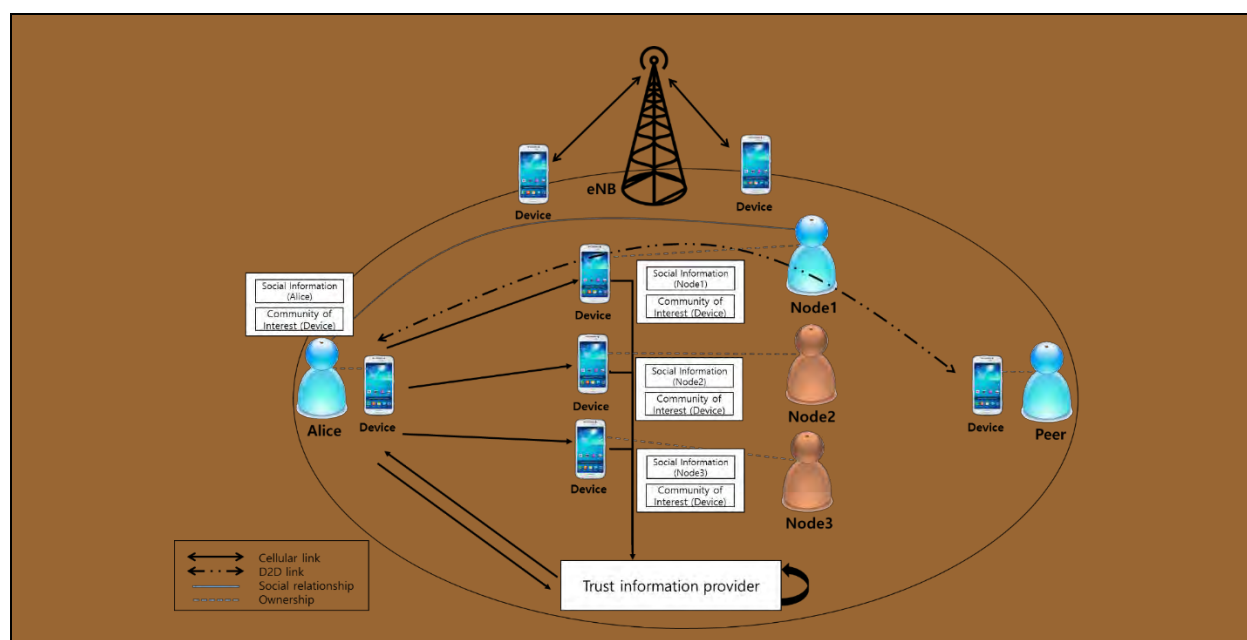 eNB
Device
Device
Social Information
(Alice)
Community of
Interest (Device)
Alice
Device
Device
Social Information
(Node1)
Community of
Interest (Device)
Node1
Device
Social Information
(Node2)
Community of
Interest (Device)
Node2
Device
Social Information
(Node3)
Community of
Interest (Device)
Node3
Device
Peer
Cellular link
D2D link
Social relationship
Ownership
Trust information provider